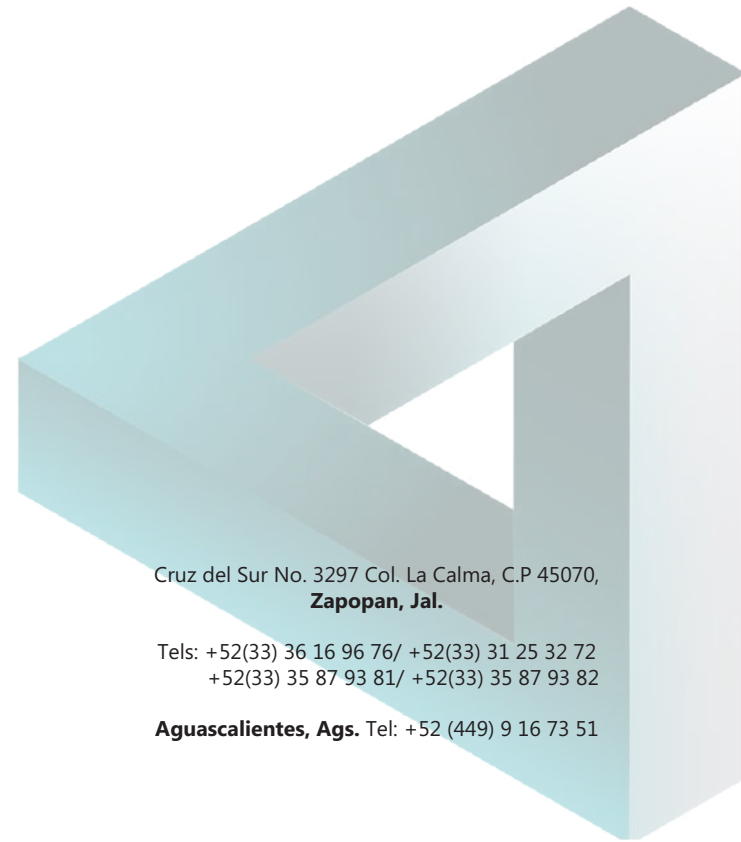 Cruz del Sur No. 3297 Col. La Calma, C.P 45070,
Zapopan, Jal.
Tels: +52(33) 36 16 96 76/ +52(33) 31 25 32 72
+52(33) 35 87 93 81/ +52(33) 35 87 93 82
Aguascalientes, Ags. Tel: +52 (449) 9 16 73 51